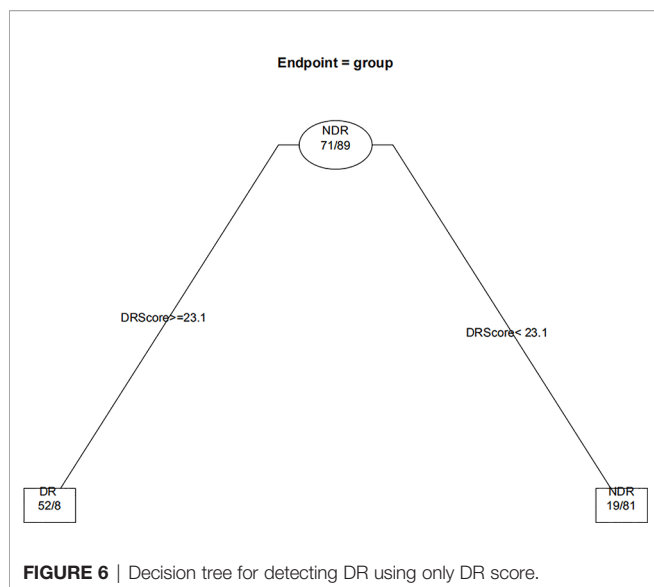 Endpoint = group
NDR
71/89
DRScore>=23.1
DRScore< 23.1
DR
52/8
NDR
19/81
FIGURE 6 | Decision tree for detecting DR using only DR score.